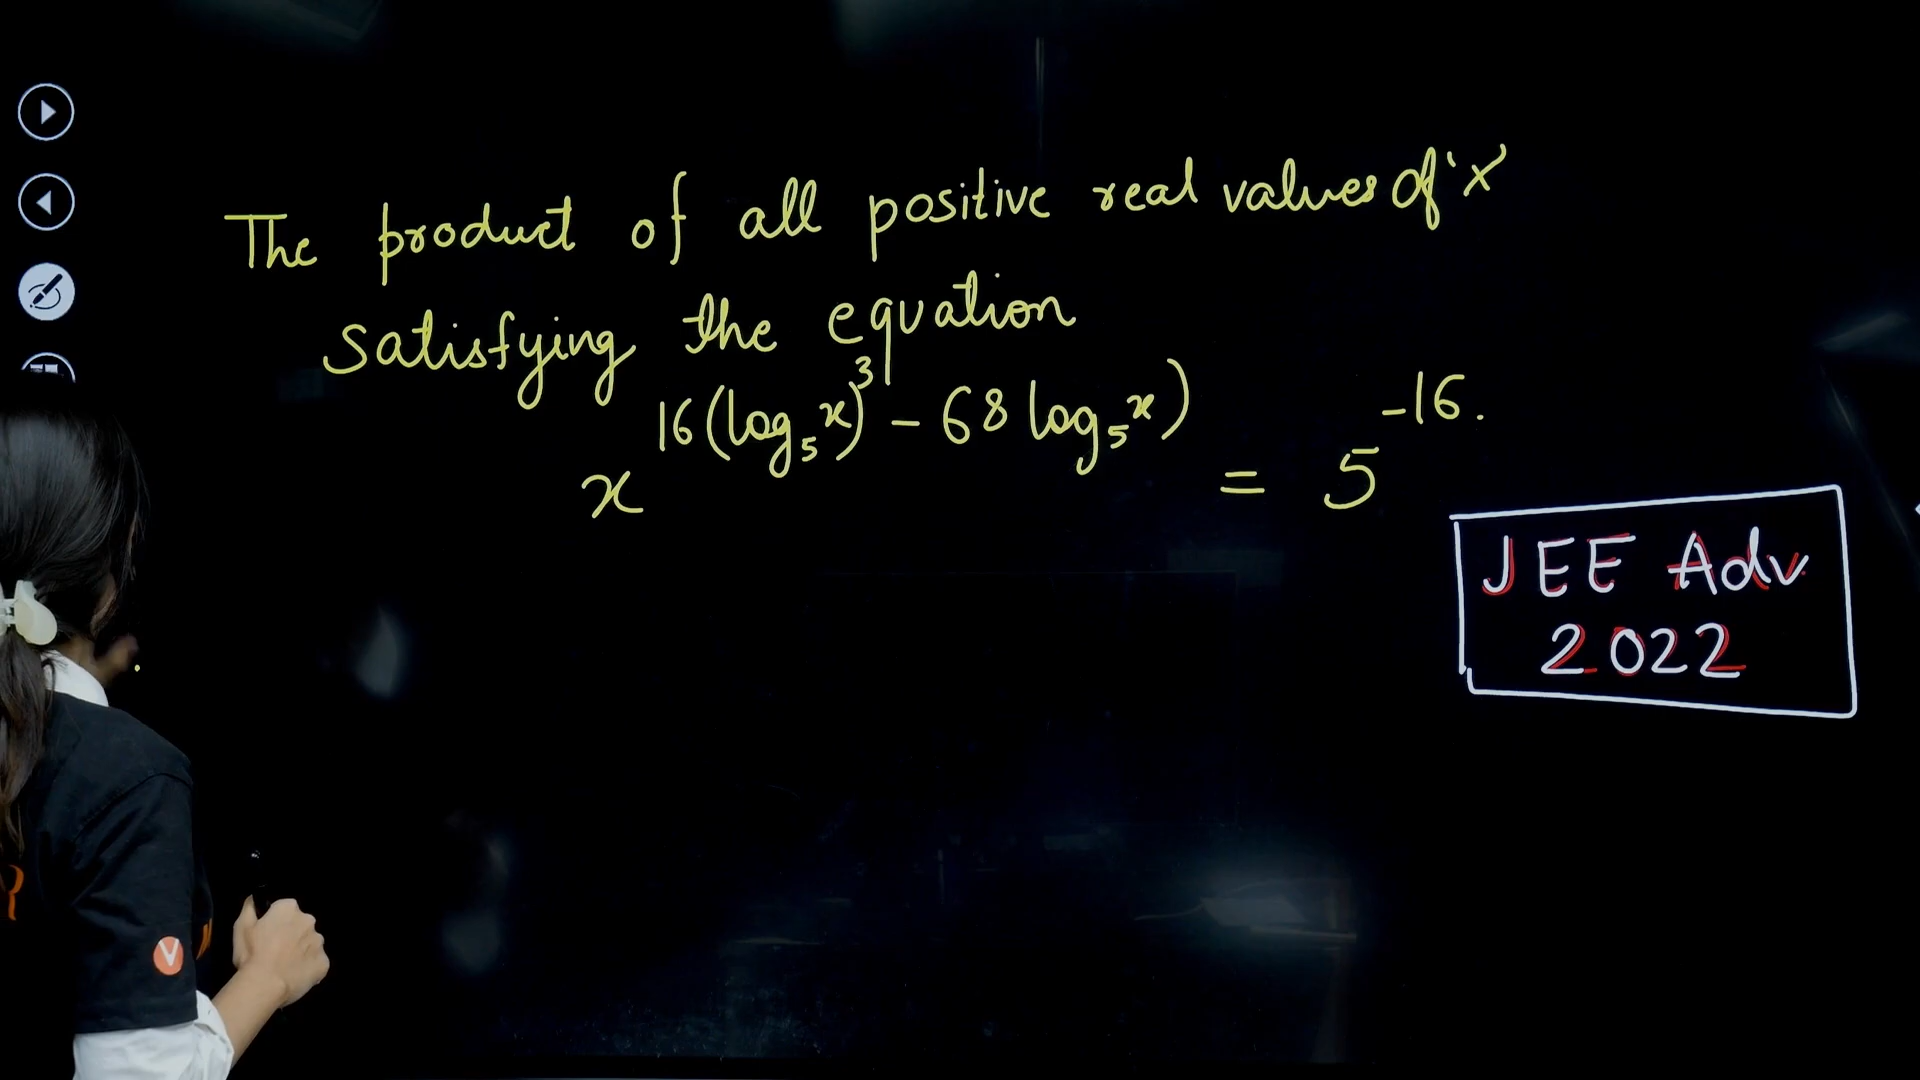 The product of all positive real values of 'x'
satisfying the equation
x^16(log₅x)³ - 68 log₅x) = 5^-16.
JEE Adv
2022
R
V